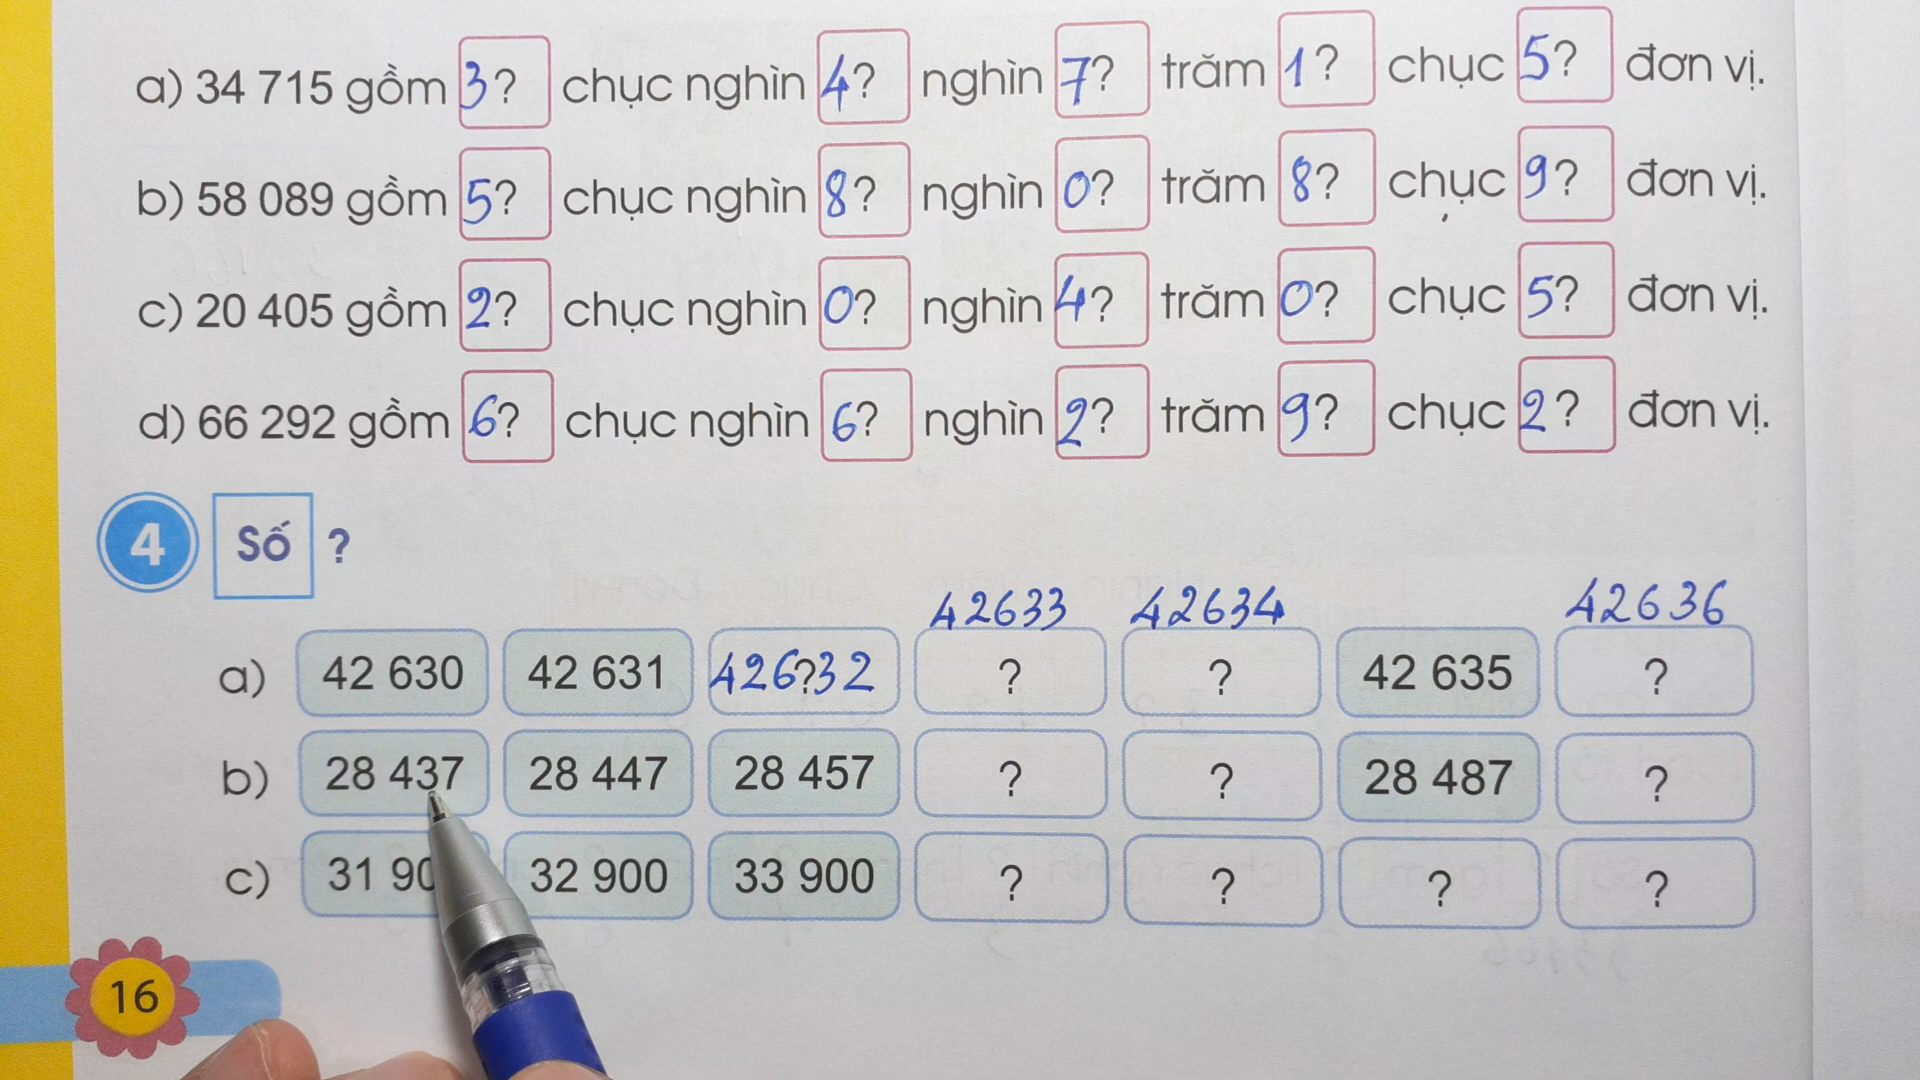 a) 34 715 gồm 3? chục nghìn 4? nghìn 7? trăm 1? chục 5? đơn vị.
b) 58 089 gồm 5? chục nghìn 8? nghìn 0? trăm 8? chục 9? đơn vị.
c) 20 405 gồm 2? chục nghìn 0? nghìn 4? trăm 0? chục 5? đơn vị.
d) 66 292 gồm 6? chục nghìn 6? nghìn 2? trăm 9? chục 2? đơn vị.
4 Số ?
42633 42634 42636
a) 42 630 42 631 426?32 ? ? 42 635 ?
b) 28 437 28 447 28 457 ? ? 28 487 ?
c) 31 90 32 900 33 900 ? ? ? ?
16